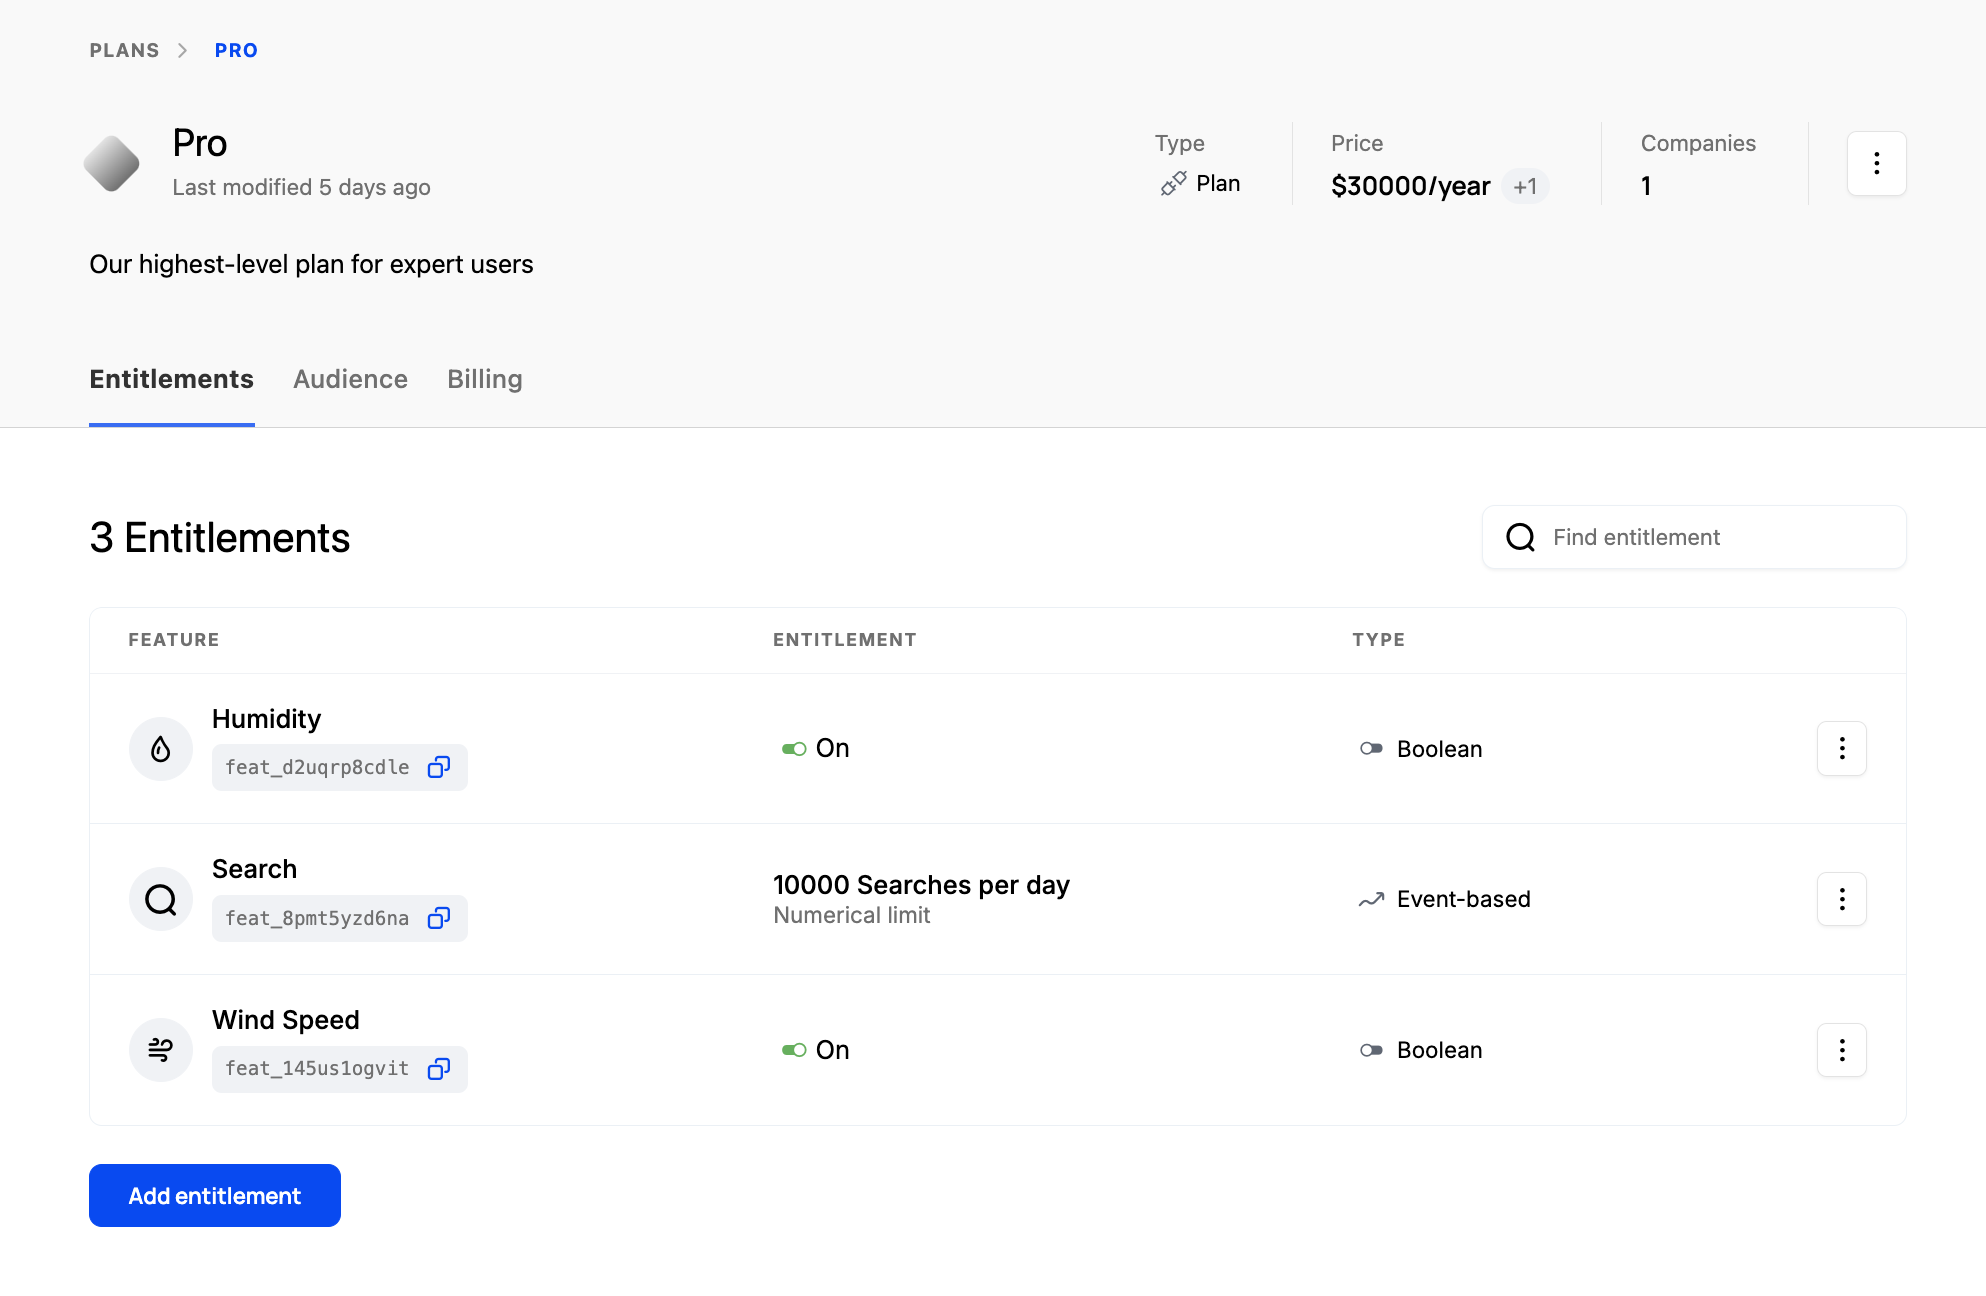 PLANS > PRO
Pro
Last modified 5 days ago
Type
Plan
Price
$30000/year +1
Companies
1
Our highest-level plan for expert users
Entitlements Audience Billing
3 Entitlements
Find entitlement
FEATURE ENTITLEMENT TYPE
Humidity
feat_d2uqrp8cdle
On
Boolean
Search
feat_8pmt5yzd6na
10000 Searches per day
Numerical limit
Event-based
Wind Speed
feat_145us1ogvit
On
Boolean
Add entitlement